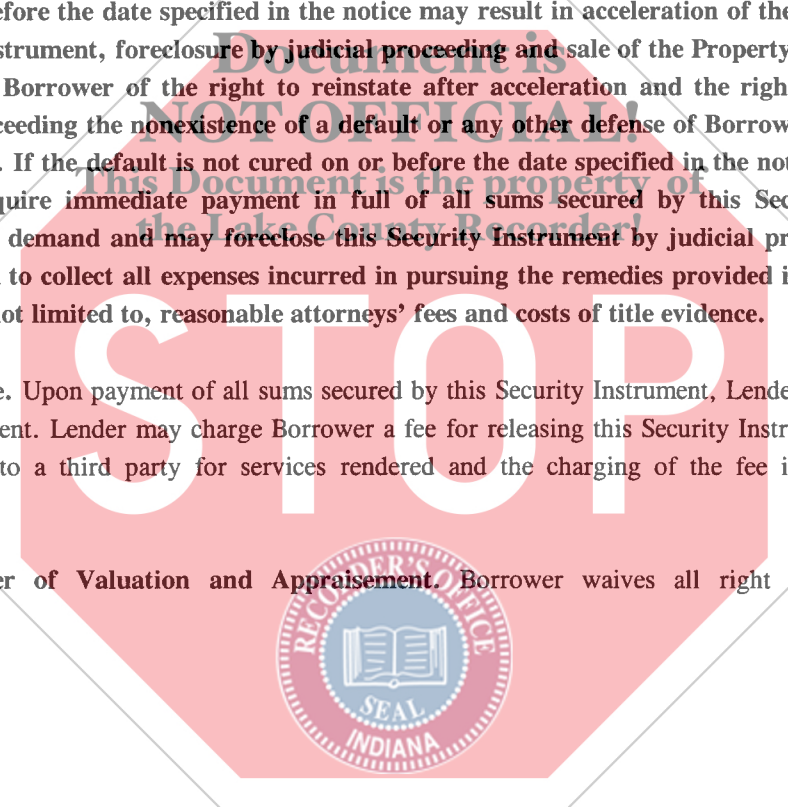 efore the date specified in the notice may result in acceleration of the
strument, foreclosure by judicial proceeding and sale of the Property
Document is
Borrower of the right to reinstate after acceleration and the righ
NOT OFFICIAL!
ceeding the nonexistence of a default or any other defense of Borrow
. If the default is not cured on or before the date specified in the not
This Document is the property of
quire immediate payment in full of all sums secured by this Sec
the Lake County Recorder!
demand and may foreclose this Security Instrument by judicial pr
to collect all expenses incurred in pursuing the remedies provided i
ot limited to, reasonable attorneys’ fees and costs of title evidence.
STOP
e. Upon payment of all sums secured by this Security Instrument, Lende
ent. Lender may charge Borrower a fee for releasing this Security Instr
to a third party for services rendered and the charging of the fee i
er of Valuation and Appraisement. Borrower waives all right
RECORDER'S OFFICE
SEAL
INDIANA